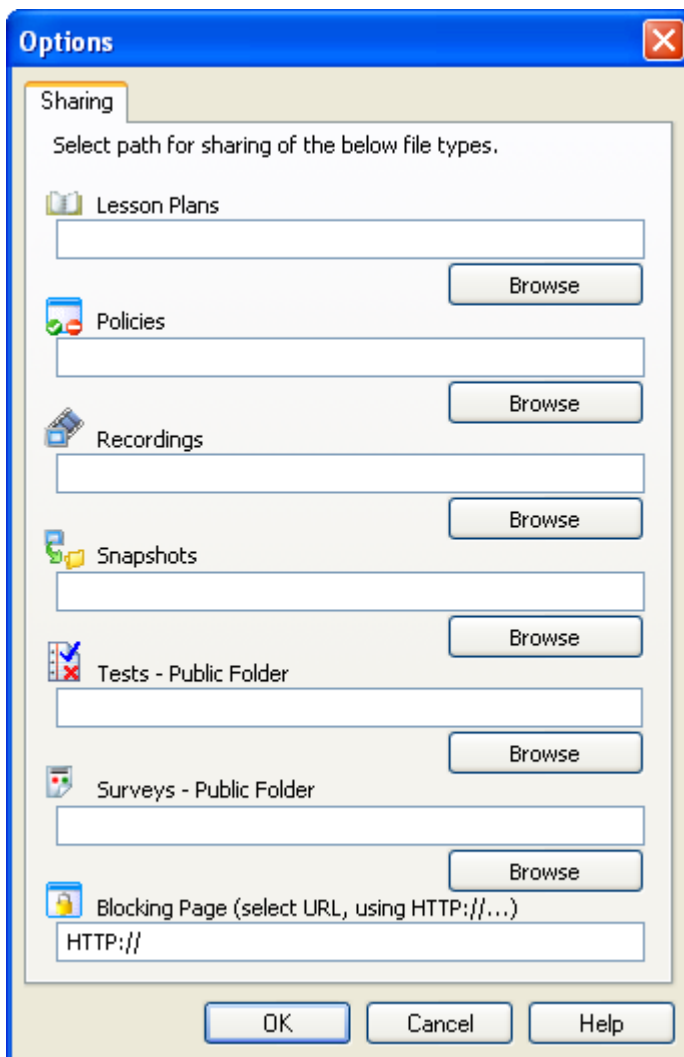 Options
Sharing
Select path for sharing of the below file types.
Lesson Plans
Browse
Policies
Browse
Recordings
Browse
Snapshots
Browse
Tests - Public Folder
Browse
Surveys - Public Folder
Browse
Blocking Page (select URL, using HTTP://...)
HTTP://
OK Cancel Help